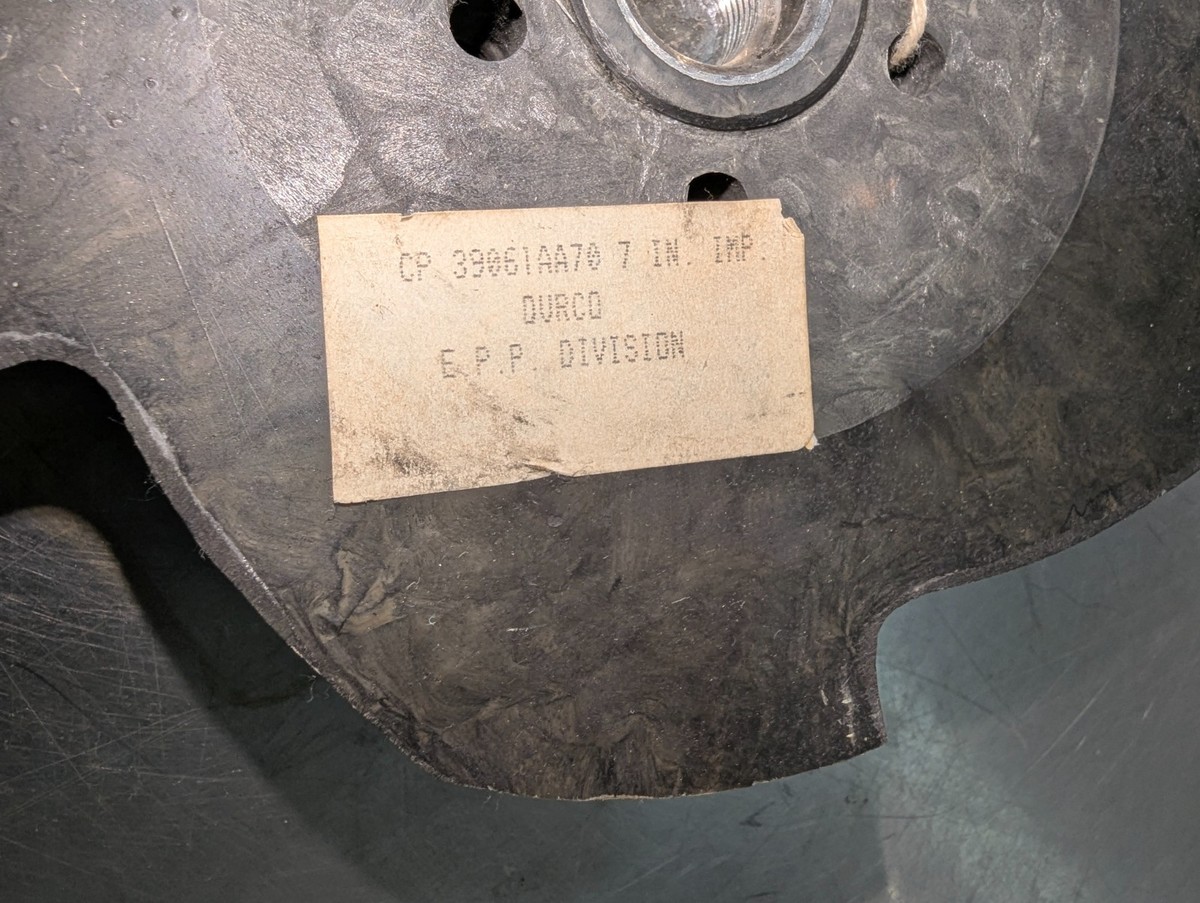 CP 39061AA70 7 IN. IMP.
DURCO
E.P.P. DIVISION